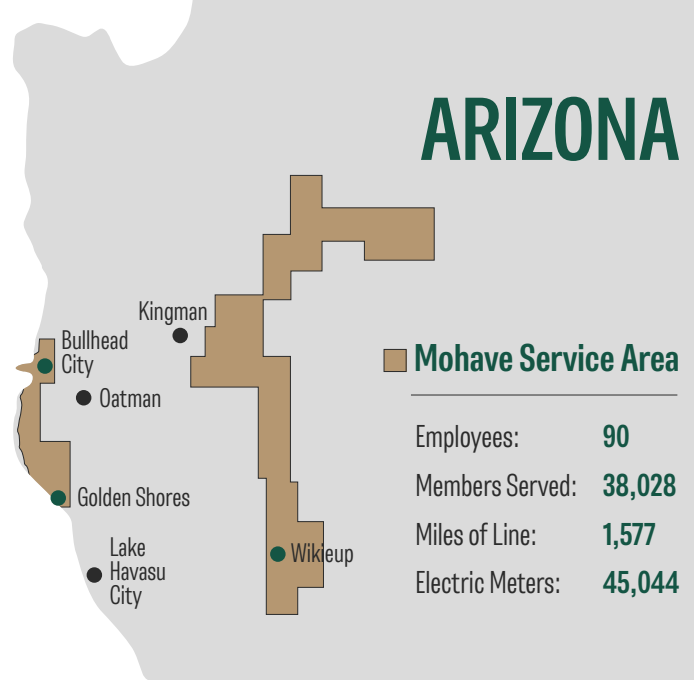 ARIZONA
Kingman
Bullhead
City
Oatman
Golden Shores
Lake
Havasu
City
Wikieup
Mohave Service Area
Employees: 90
Members Served: 38,028
Miles of Line: 1,577
Electric Meters: 45,044